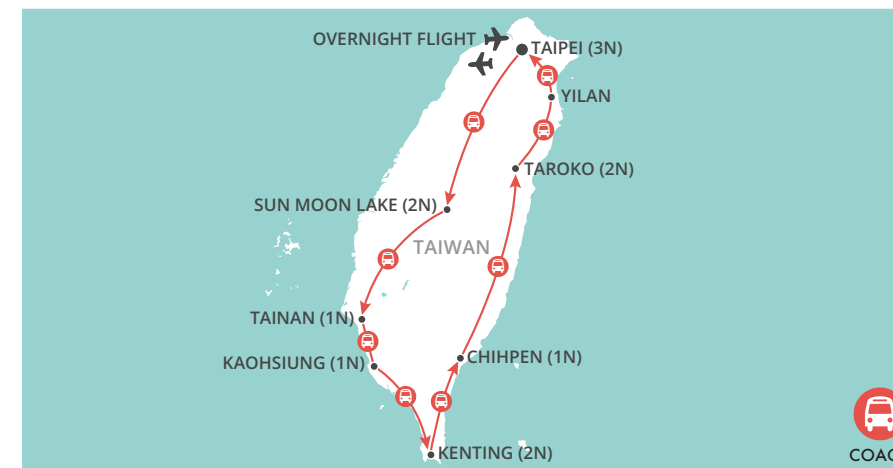 OVERNIGHT FLIGHT
TAIPEI (3N)
YILAN
TAROKO (2N)
SUN MOON LAKE (2N)
TAIWAN
TAINAN (1N)
KAOHSIUNG (1N)
CHIHPEN (1N)
KENTING (2N)